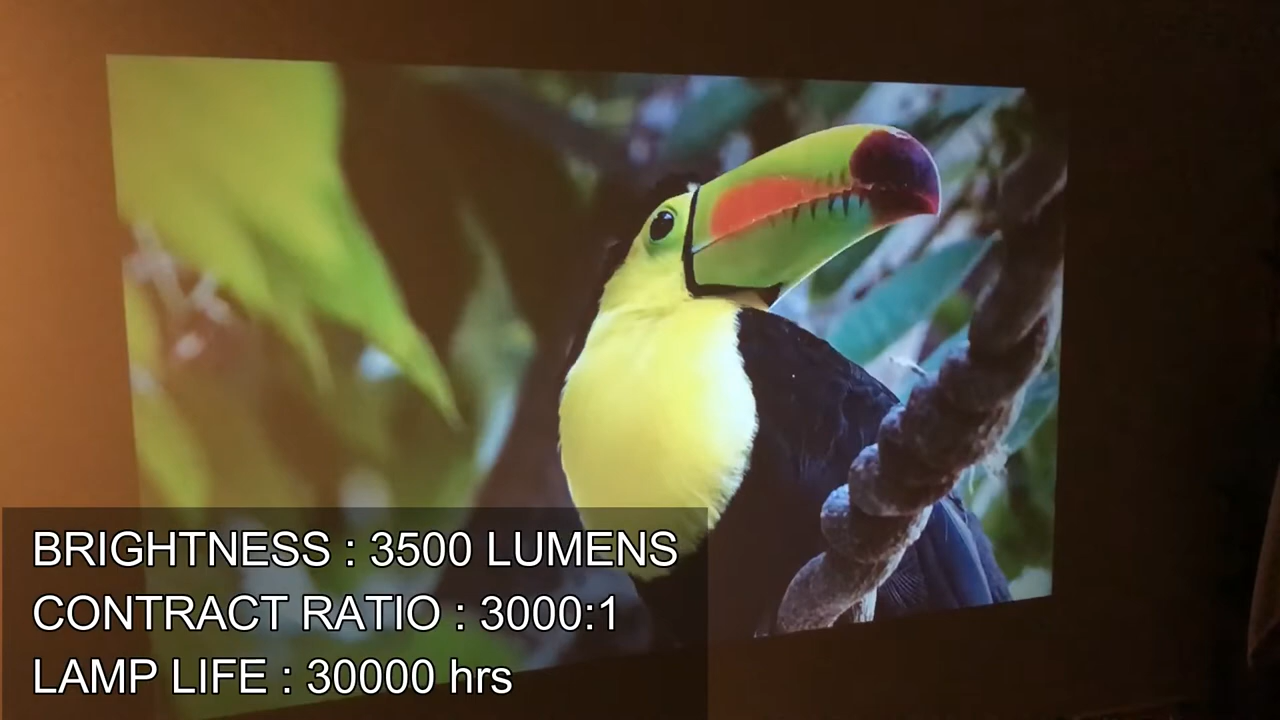 BRIGHTNESS : 3500 LUMENS
CONTRACT RATIO : 3000:1
LAMP LIFE : 30000 hrs